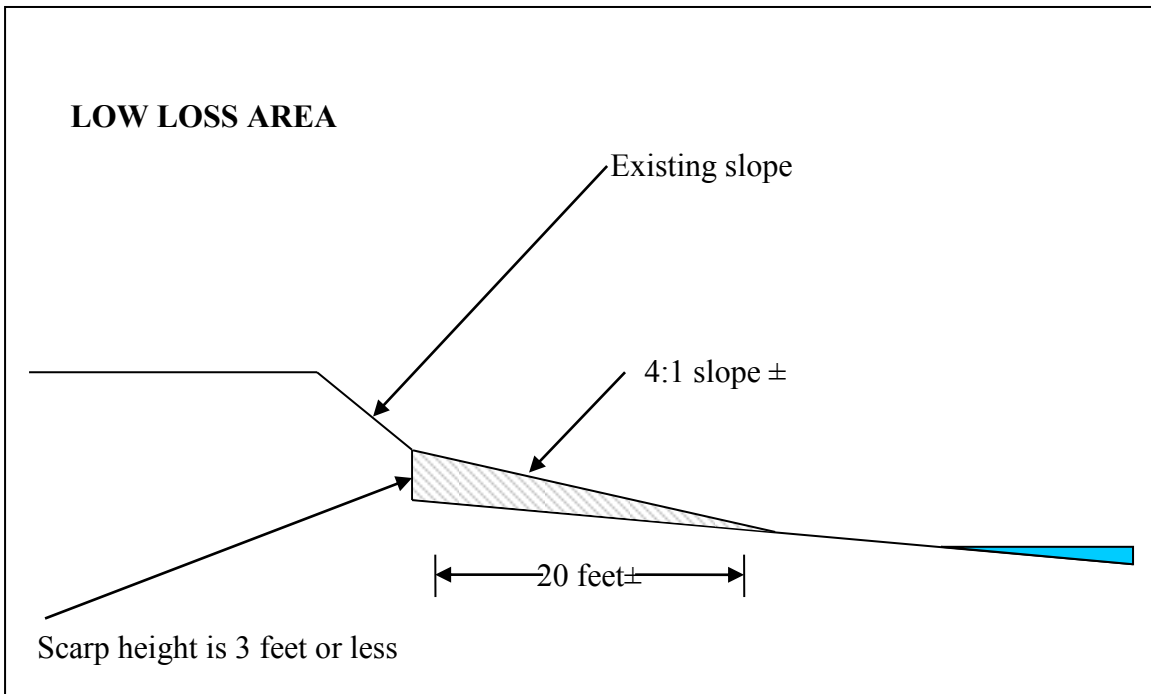 LOW LOSS AREA
Existing slope
4:1 slope ±
20 feet±
Scarp height is 3 feet or less